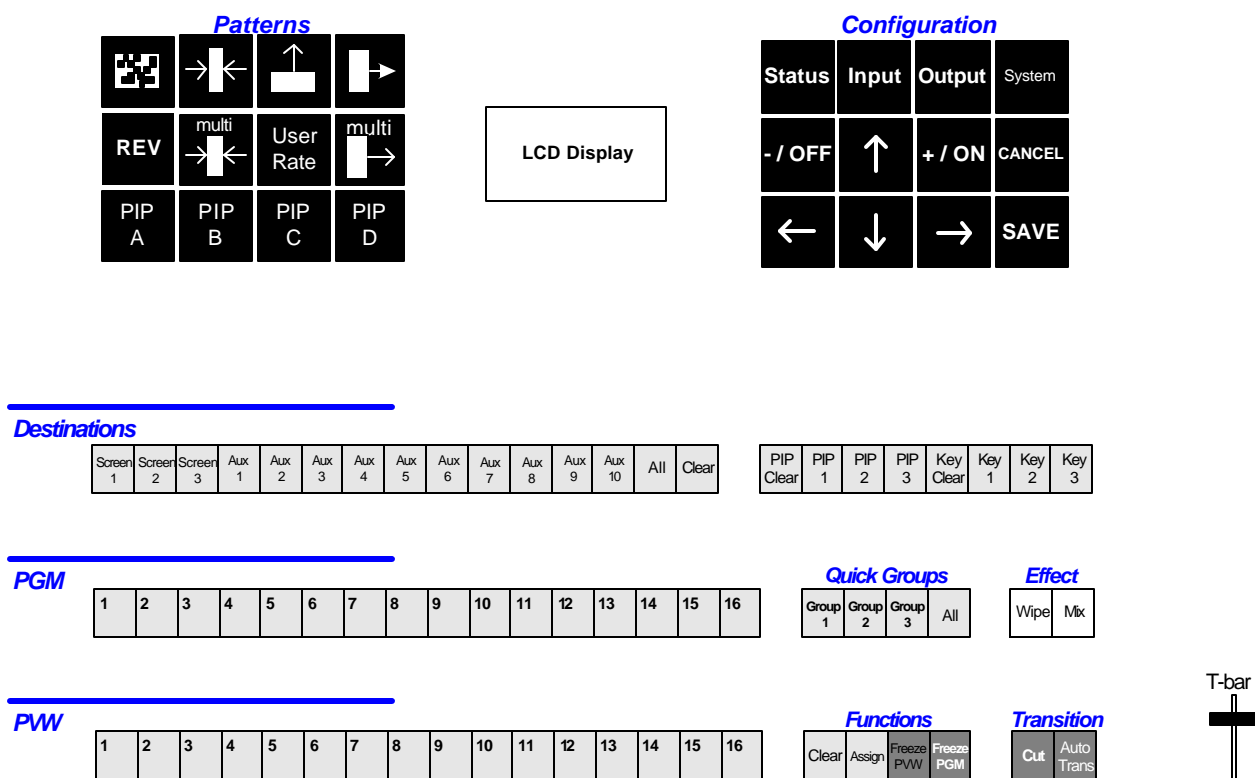 Patterns
Configuration
Status Input Output System
REV
multi
User
Rate
multi
- / OFF
+ / ON
CANCEL
PIP
A
PIP
B
PIP
C
PIP
D
SAVE
LCD Display
Destinations
Screen
1
Screen
2
Screen
3
Aux
1
Aux
2
Aux
3
Aux
4
Aux
5
Aux
6
Aux
7
Aux
8
Aux
9
Aux
10
All
Clear
PIP
Clear
PIP
1
PIP
2
PIP
3
Key
Clear
Key
1
Key
2
Key
3
PGM
1 2 3 4 5 6 7 8 9 10 11 12 13 14 15 16
Quick Groups
Group
1
Group
2
Group
3
All
Effect
Wipe Mix
T-bar
PVW
1 2 3 4 5 6 7 8 9 10 11 12 13 14 15 16
Functions
Clear
Assign
Freeze
PVW
Freeze
PGM
Transition
Cut
Auto
Trans